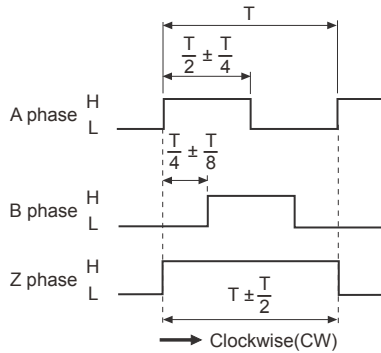 T
T/2 ± T/4
A phase H
L
T/4 ± T/8
B phase H
L
Z phase H
L
T ± T/2
Clockwise(CW)